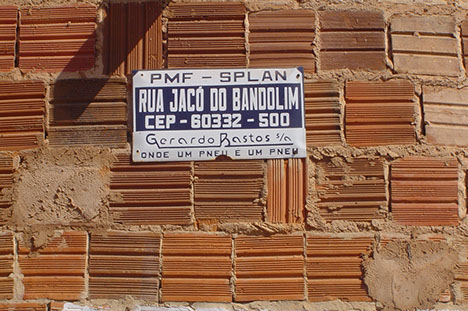 PMF - SPLAN
RUA JACÓ DO BANDOLIM
CEP - 60332 - 500
Gerardo Bastos s/a
ONDE UM PNEU É UM PNEU